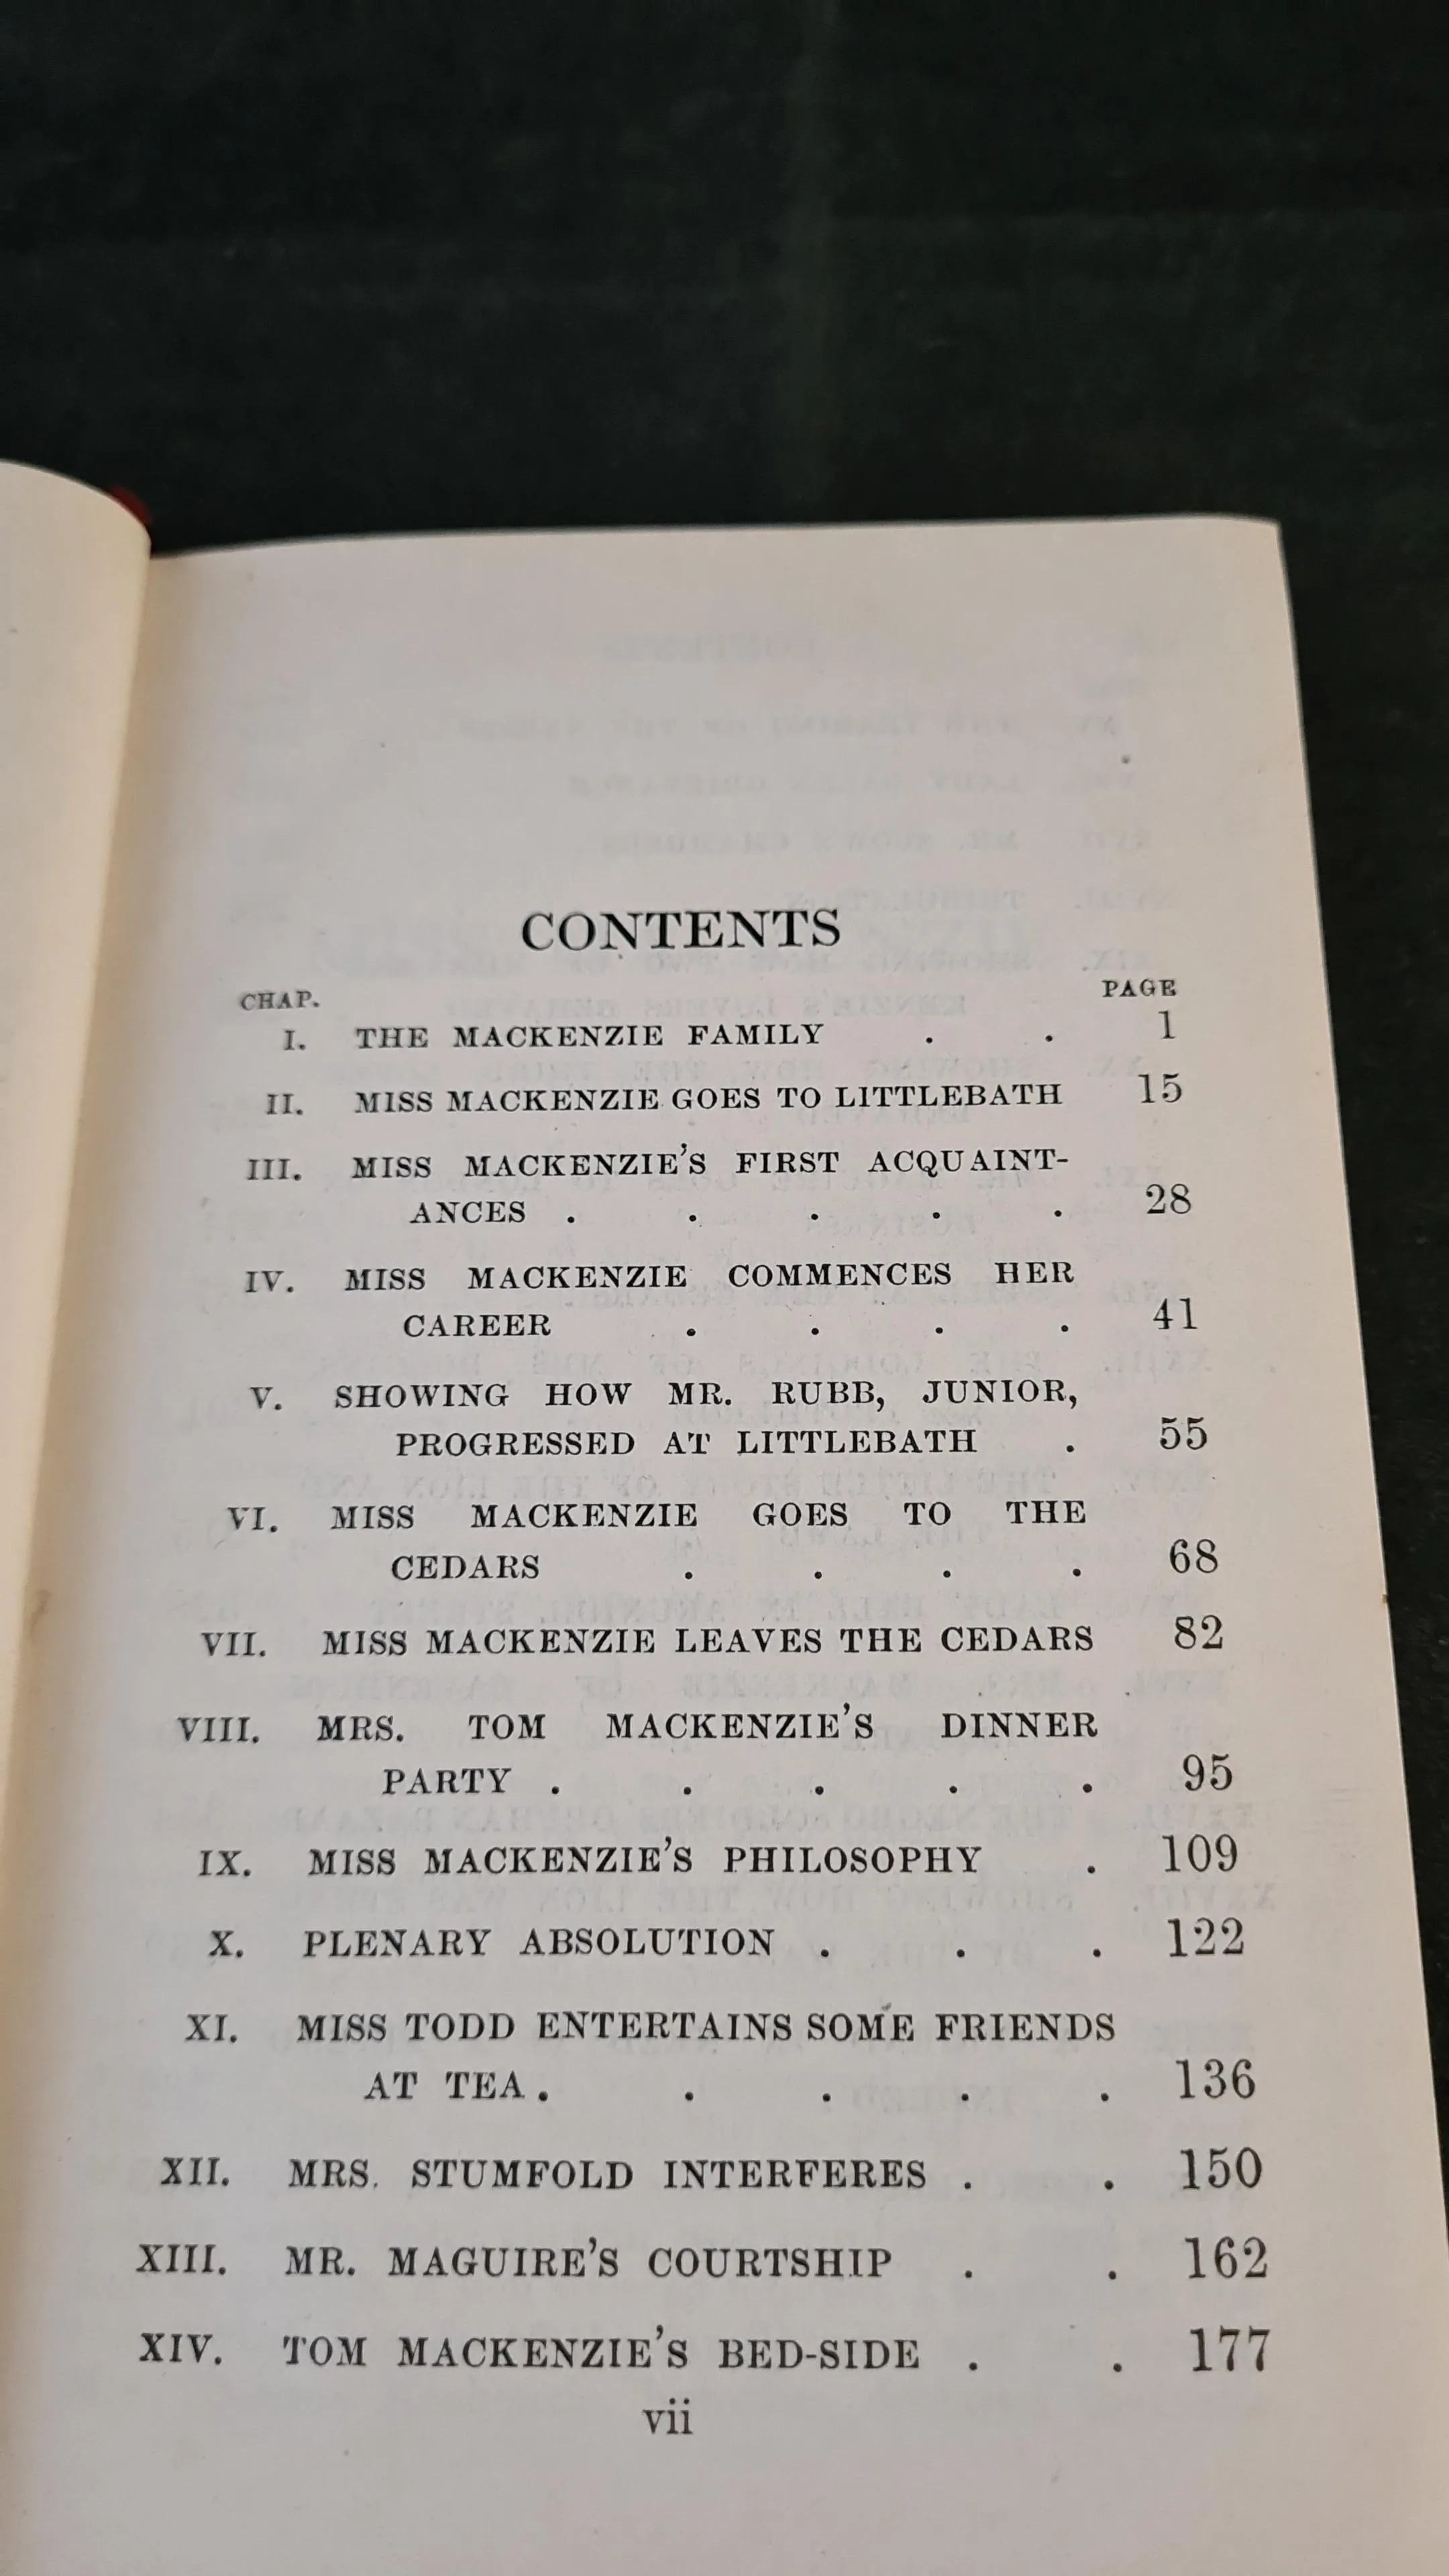 CONTENTS
CHAP. PAGE
I. THE MACKENZIE FAMILY . . 1
II. MISS MACKENZIE GOES TO LITTLEBATH 15
III. MISS MACKENZIE'S FIRST ACQUAINT-
ANCES . . . . . 28
IV. MISS MACKENZIE COMMENCES HER
CAREER . . . . 41
V. SHOWING HOW MR. RUBB, JUNIOR,
PROGRESSED AT LITTLEBATH . 55
VI. MISS MACKENZIE GOES TO THE
CEDARS . . . . 68
VII. MISS MACKENZIE LEAVES THE CEDARS 82
VIII. MRS. TOM MACKENZIE'S DINNER
PARTY . . . . . 95
IX. MISS MACKENZIE'S PHILOSOPHY . 109
X. PLENARY ABSOLUTION . . . 122
XI. MISS TODD ENTERTAINS SOME FRIENDS
AT TEA . . . . . 136
XII. MRS. STUMFOLD INTERFERES . . 150
XIII. MR. MAGUIRE'S COURTSHIP . . 162
XIV. TOM MACKENZIE'S BED-SIDE . . 177
vii